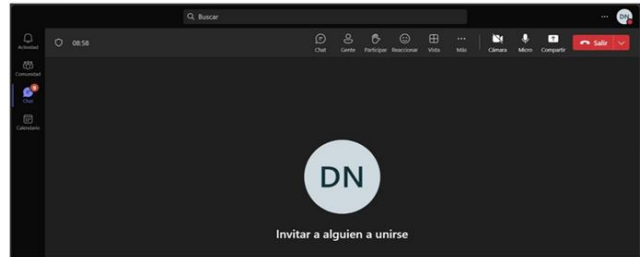 Buscar
DN
Actividad
08:58
Chat
Gente
Participar
Reaccionar
Vista
Más
Cámara
Micro
Compartir
Salir
Comunidad
Chat
Calendario
DN
Invitar a alguien a unirse